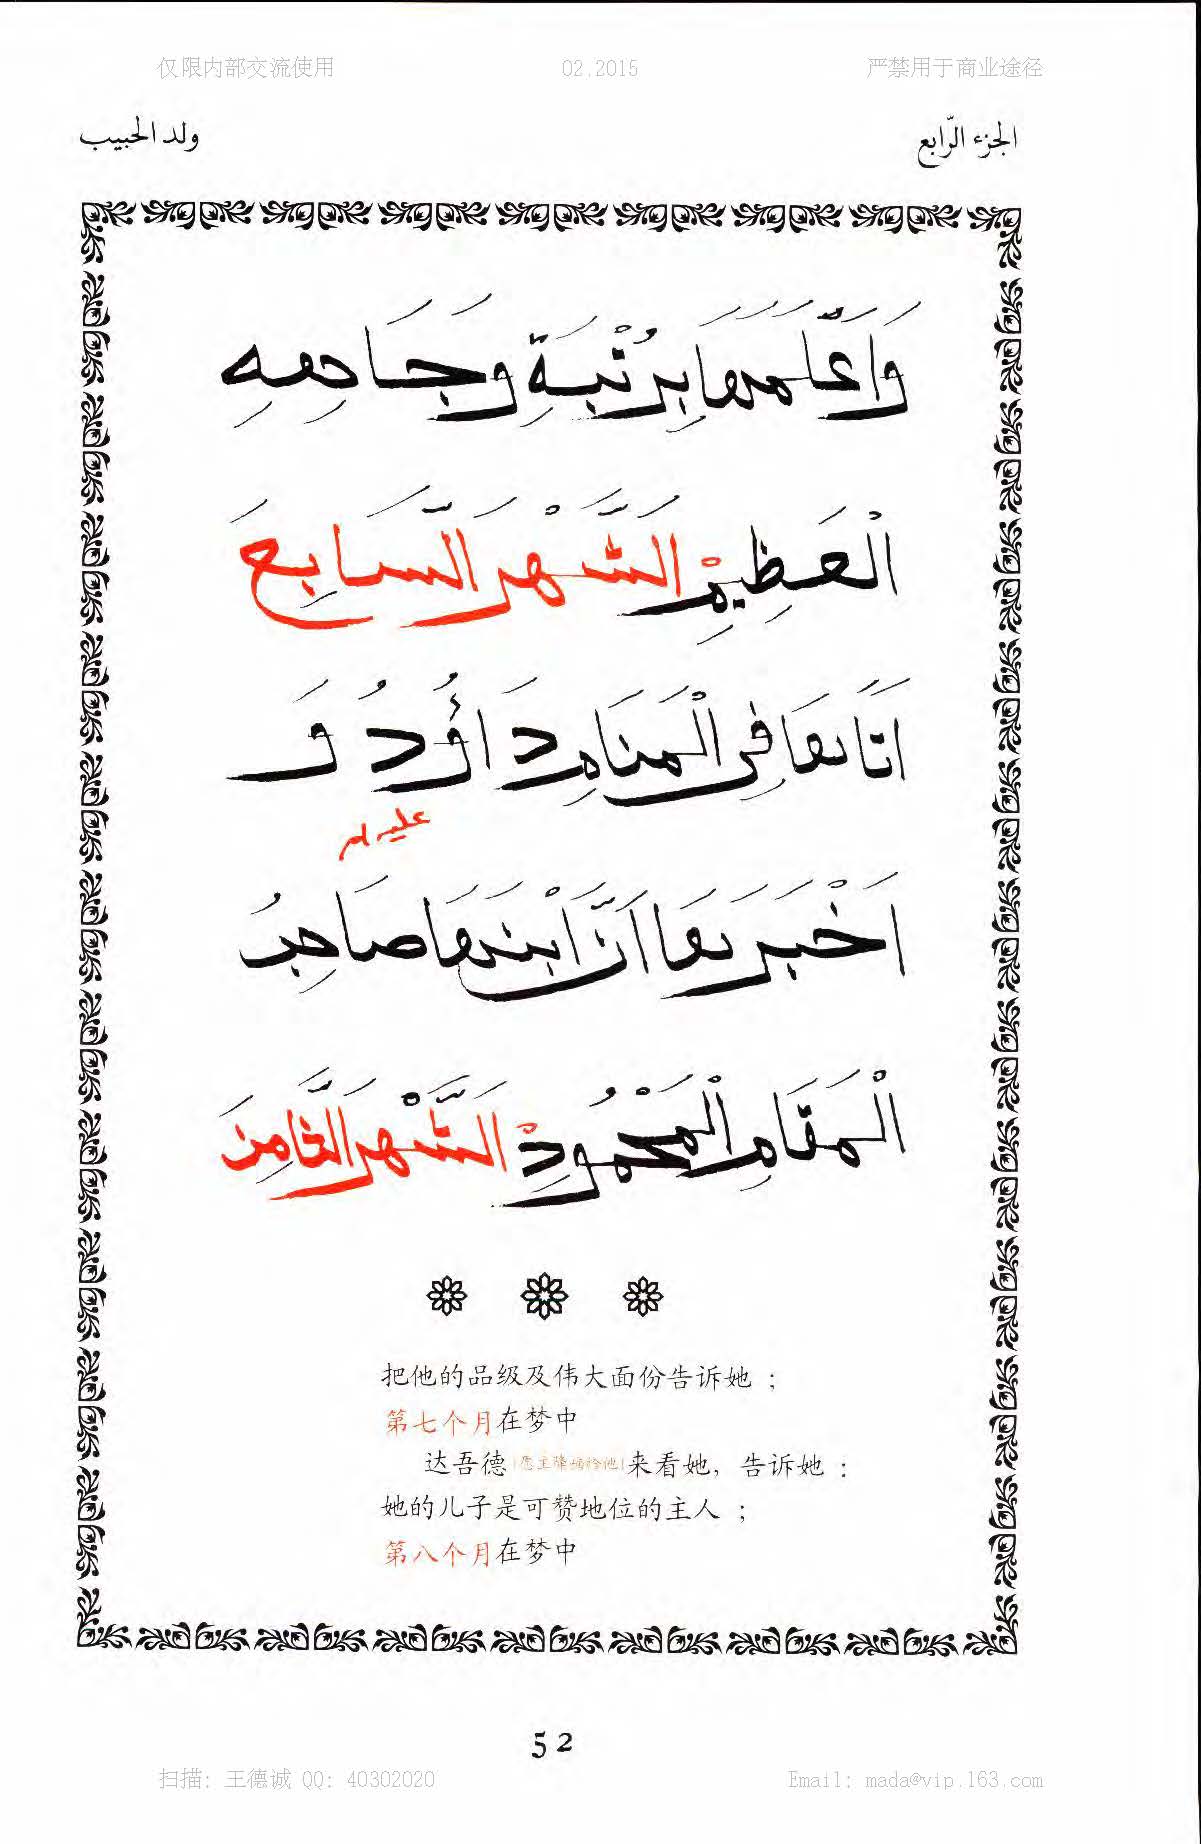 仅限内部交流使用 02.2015 严禁用于商业途径
الجزء الرّابع ولد الحبيب
وَاَعْلَمَهَا بِرُتْبَةِ وَجَاهِهِ
الْعَظِيمِ الشَّهْرَ السَّابِعَ
اَتَاهَا فِي الْمَنَامِ دَاوُدُ وَ
عليه لم
اَخْبَرَهَا اَنَّ ابْنَهَا صَاحِبُ
الْمَقَامِ الْمَحْمُودِ الشَّهْرَ الثَّامِنَ
把他的品级及伟大面份告诉她；
第七个月在梦中
达吾德(愿主降福给他)来看她，告诉她：
她的儿子是可赞地位的主人；
第八个月在梦中
52
扫描: 王德诚 QQ: 40302020 Email: mada@vip.163.com